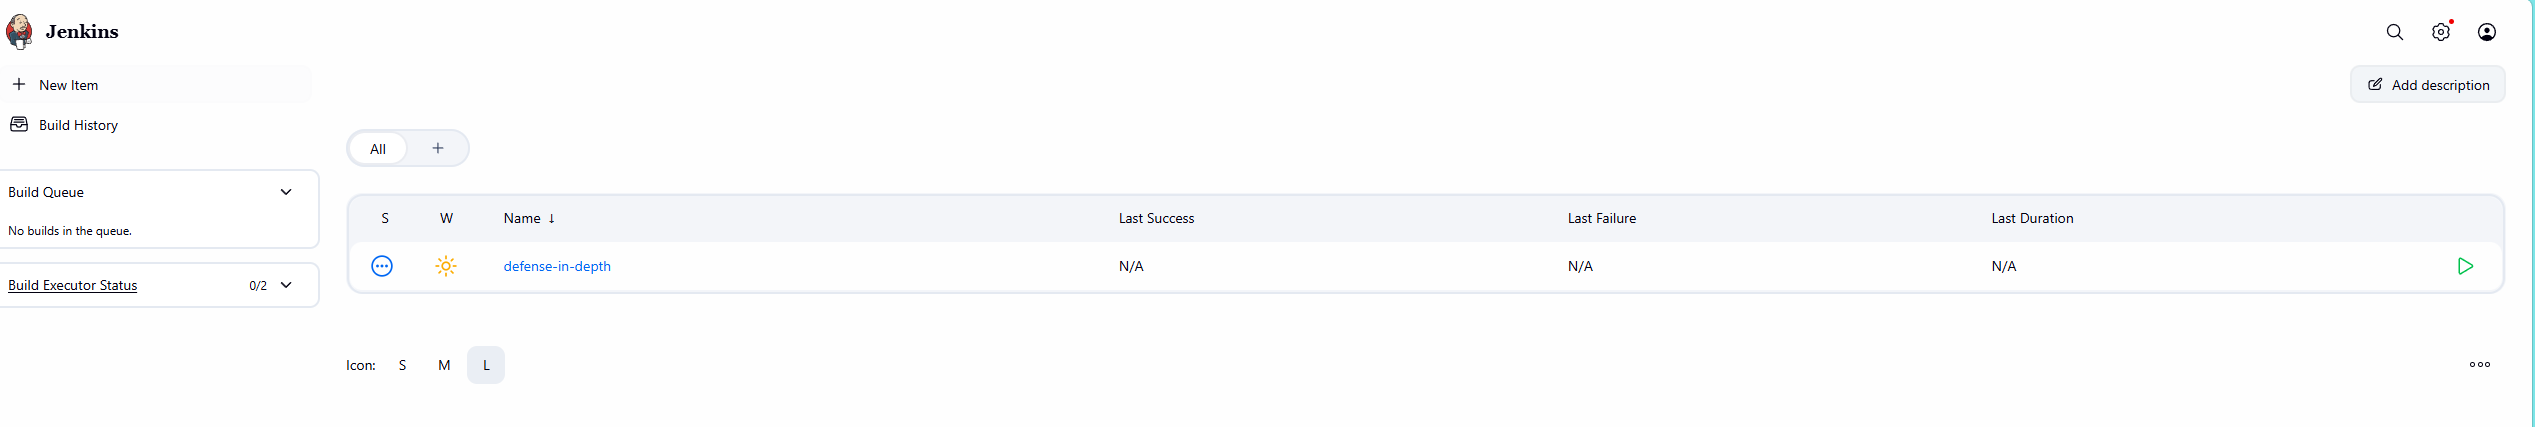 Jenkins
New Item
Add description
Build History
All
Build Queue
No builds in the queue.
Build Executor Status 0/2
S W Name ↓ Last Success Last Failure Last Duration
defense-in-depth N/A N/A N/A
Icon: S M L